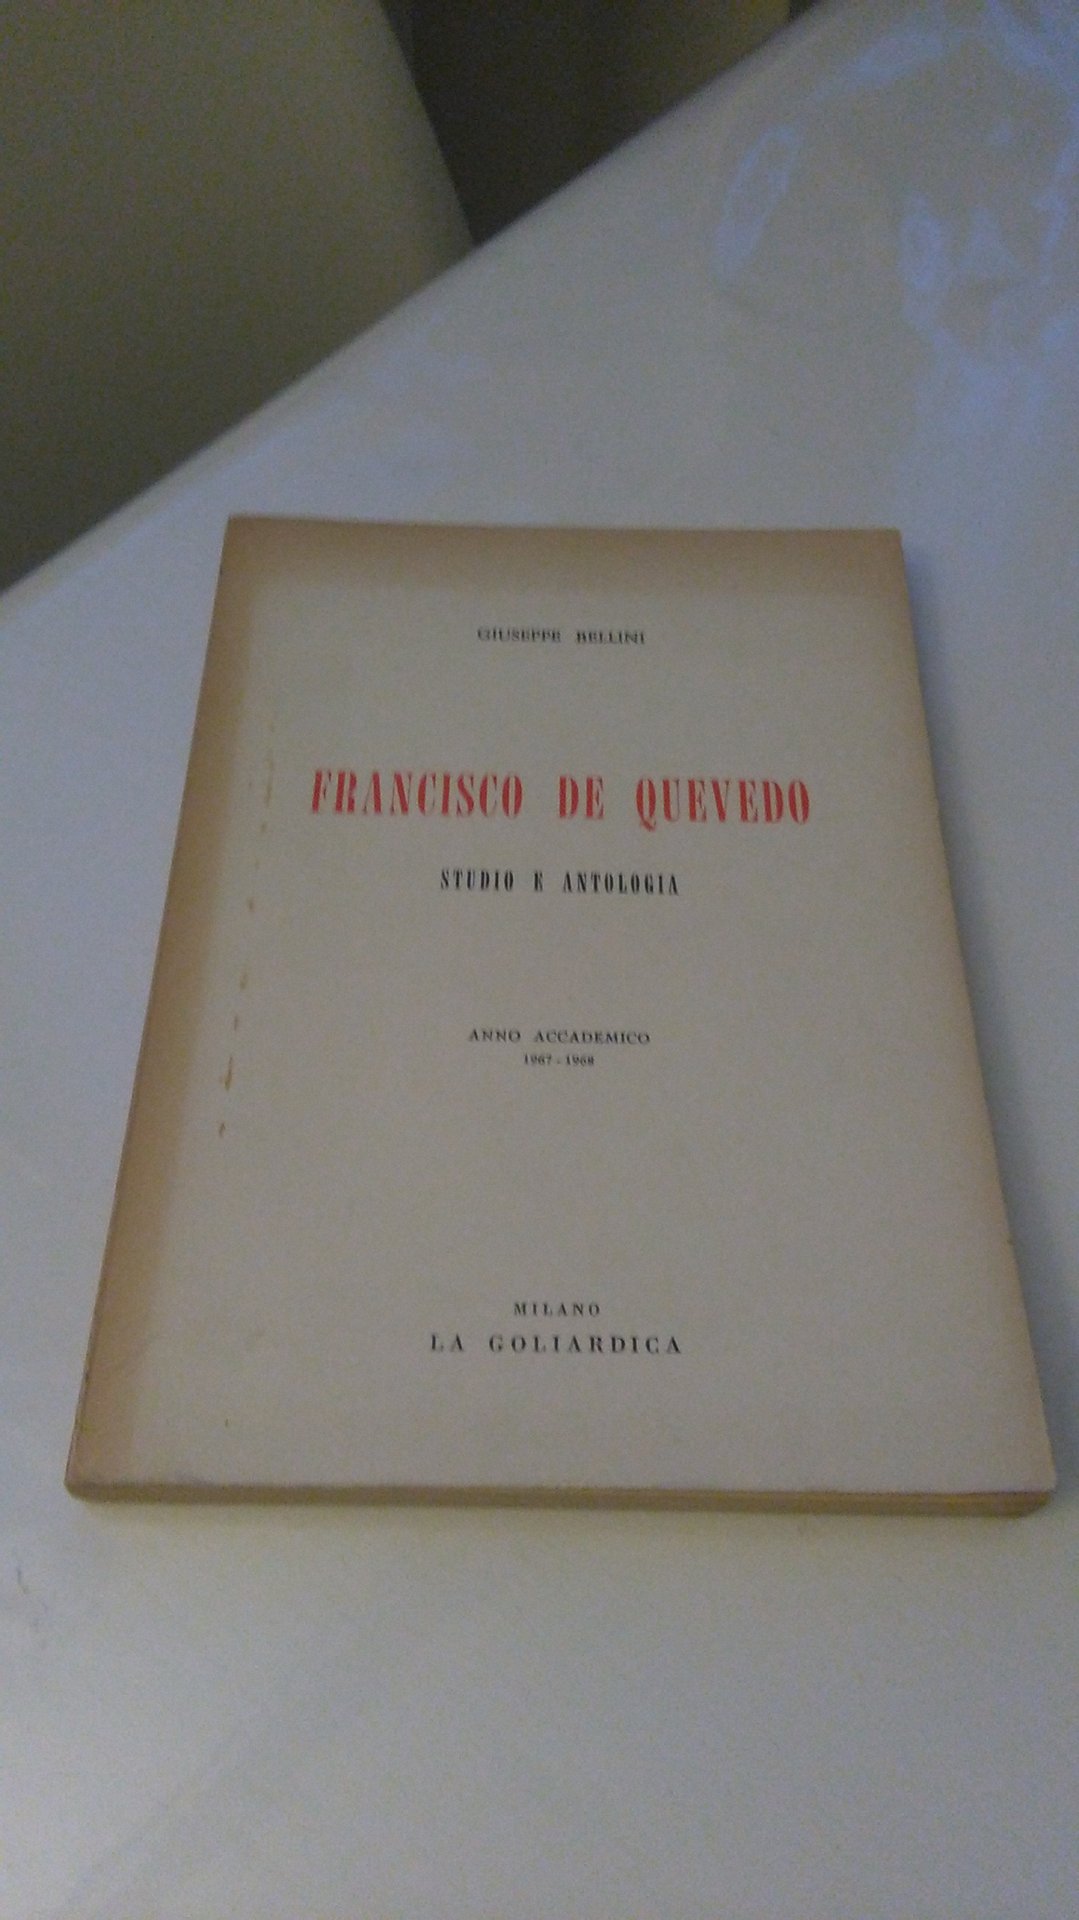 GIUSEPPE BELLINI
FRANCISCO DE QUEVEDO
STUDIO E ANTOLOGIA
ANNO ACCADEMICO
1967 - 1968
MILANO
LA GOLIARDICA